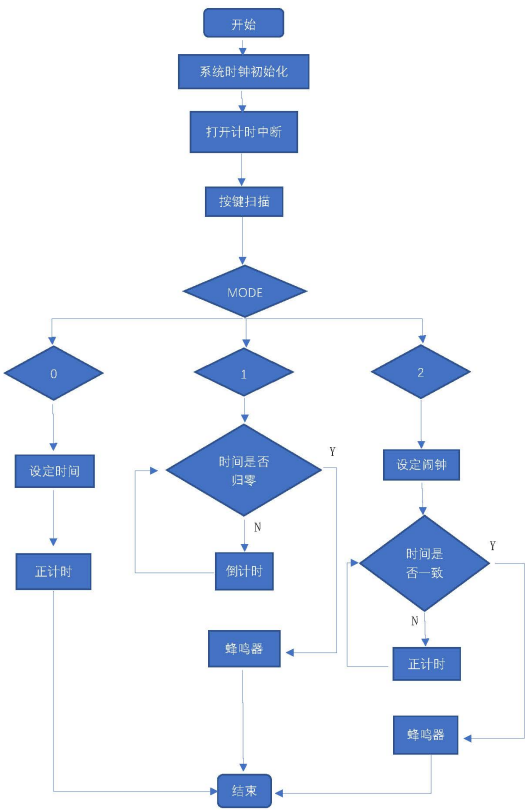 开始
系统时钟初始化
打开计时中断
按键扫描
MODE
0
1
2
设定时间
时间是否
归零
Y
设定闹钟
N
正计时
倒计时
时间是
否一致
Y
N
蜂鸣器
正计时
蜂鸣器
结束